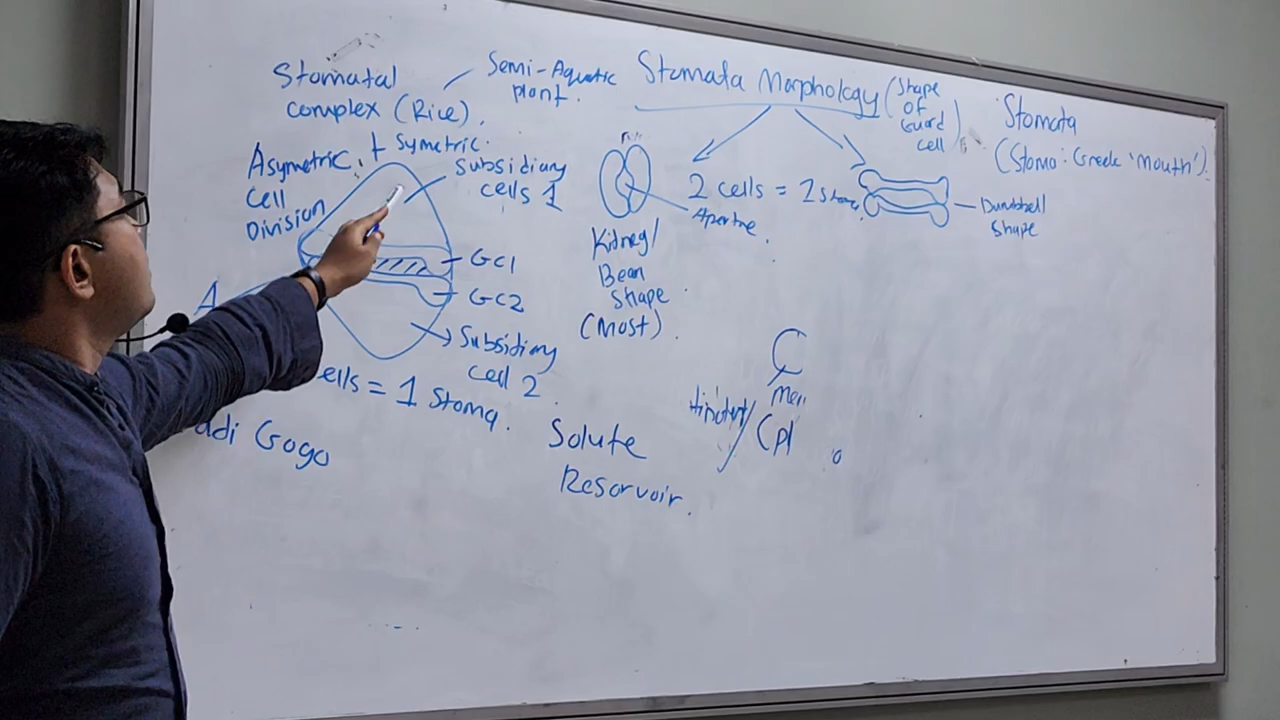 Stomatal
complex (Rice).
Semi-Aquatic
plant.
Asymetric + Symetric.
Cell
Division
Subsidiary
cells 1
GC1
GC2
Subsidiary
cell 2
A
ells = 1 Stoma.
adi Gogo
Stomata Morphology (Shape
of
Guard
cell)
2 cells = 1 Stoma
Aperture.
Kidney/
Bean
Shape
(Most).
Dumbbell
Shape
Stomata
(Stoma: Greek 'Mouth').
Solute
Reservoir.
C